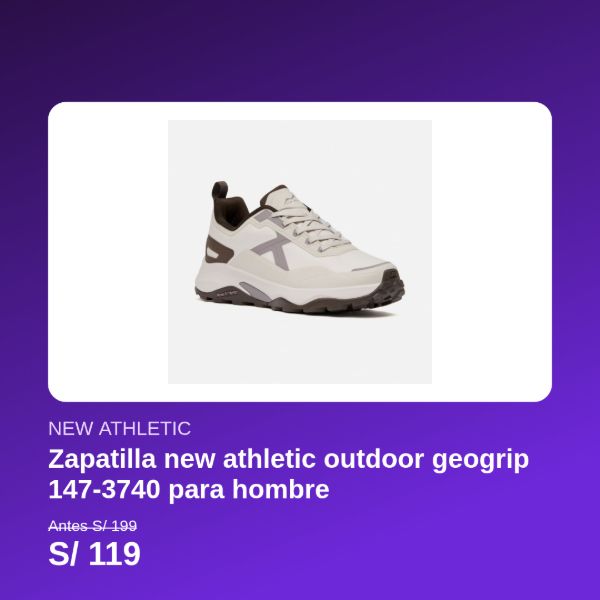 NEW ATHLETIC
Zapatilla new athletic outdoor geogrip
147-3740 para hombre
Antes S/ 199
S/ 119